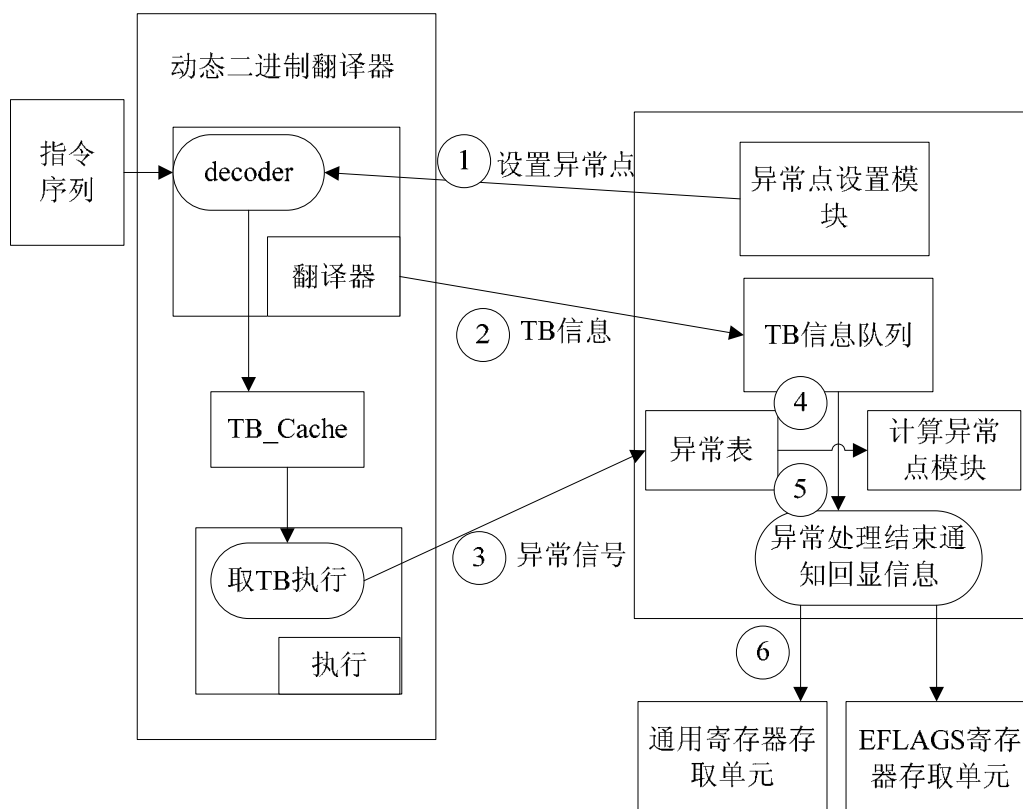 动态二进制翻译器
指令
序列
decoder
翻译器
TB_Cache
取TB执行
执行
1 设置异常点
2 TB信息
3 异常信号
异常点设置模
块
TB信息队列
4
异常表
计算异常
点模块
5
异常处理结束通
知回显信息
6
通用寄存器存
取单元
EFLAGS寄存
器存取单元